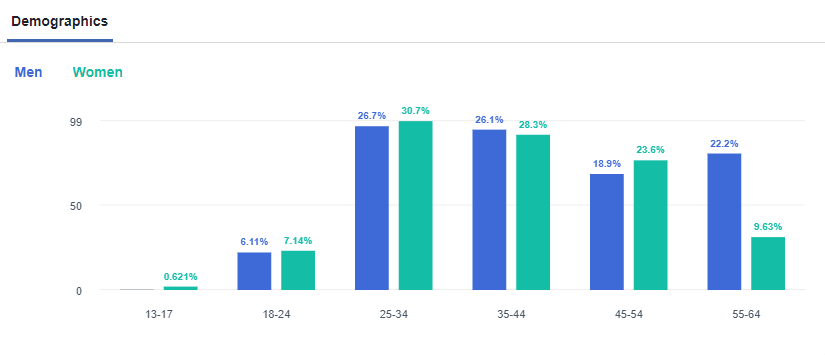 Demographics
Men Women
99
50
0
26.7% 30.7% 26.1% 28.3% 18.9% 23.6% 22.2% 9.63%
6.11% 7.14%
0.621%
13-17 18-24 25-34 35-44 45-54 55-64